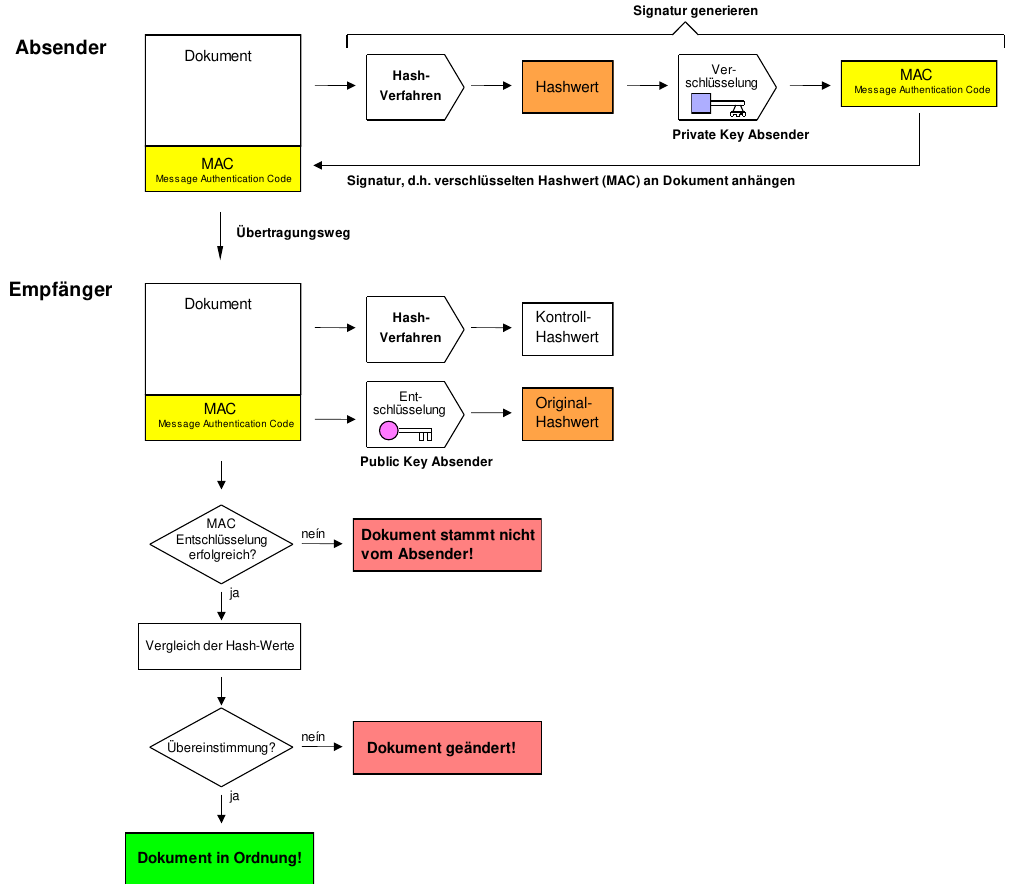 Signatur generieren
Absender
Dokument
Hash-
Verfahren
Hashwert
Ver-
schlüsselung
MAC
Message Authentication Code
Private Key Absender
MAC
Message Authentication Code
Signatur, d.h. verschlüsselten Hashwert (MAC) an Dokument anhängen
Übertragungsweg
Empfänger
Dokument
Hash-
Verfahren
Kontroll-
Hashwert
MAC
Message Authentication Code
Ent-
schlüsselung
Original-
Hashwert
Public Key Absender
MAC
Entschlüsselung
erfolgreich?
neín
Dokument stammt nicht
vom Absender!
ja
Vergleich der Hash-Werte
Übereinstimmung?
neín
Dokument geändert!
ja
Dokument in Ordnung!